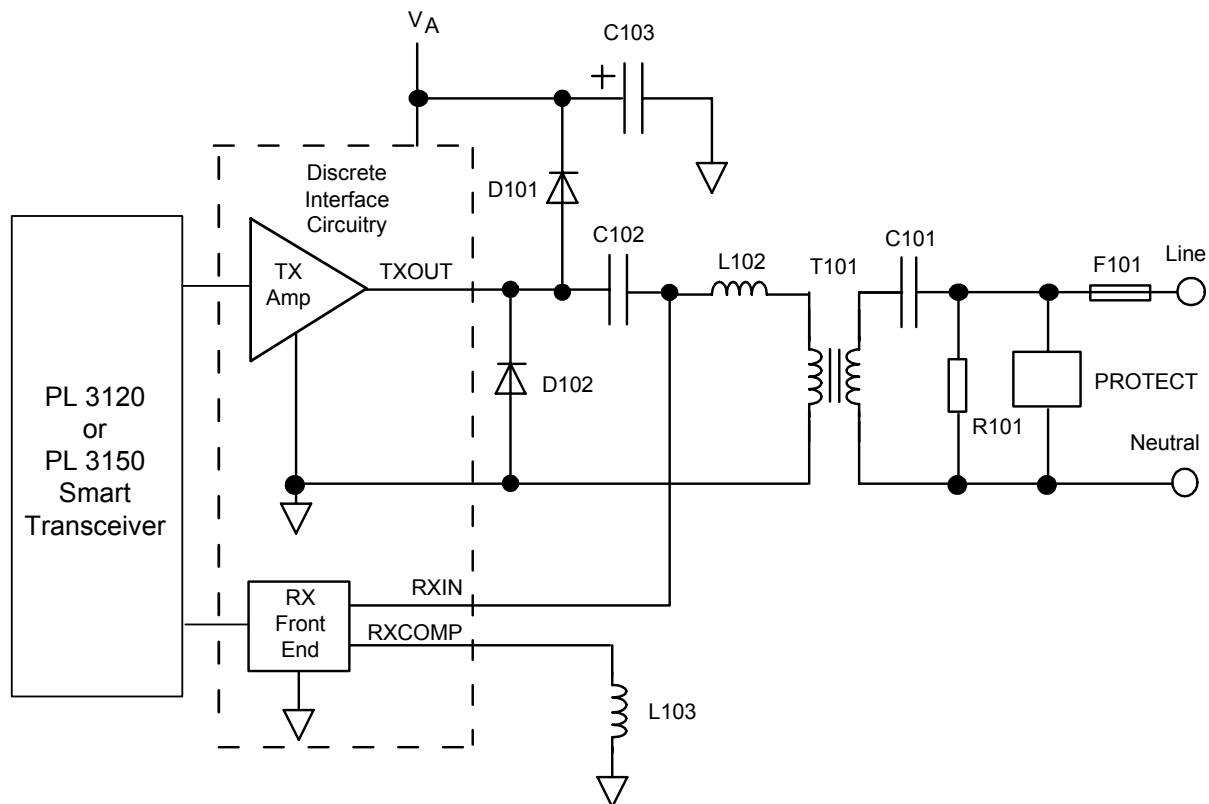 VA
C103
+
Discrete
Interface
Circuitry
D101
C102
L102
T101
C101
Line
F101
TX
Amp
TXOUT
D102
PROTECT
R101
PL 3120
or
PL 3150
Smart
Transceiver
Neutral
RX
Front
End
RXIN
RXCOMP
L103